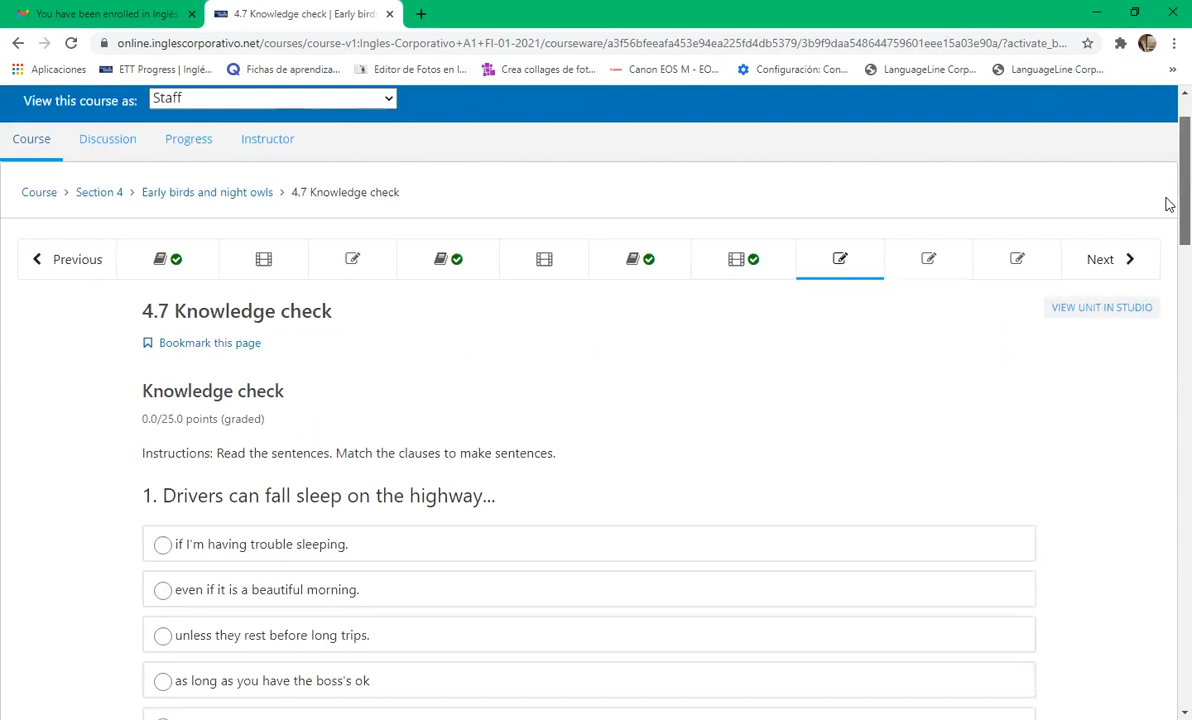 You have been enrolled in Inglés
4.7 Knowledge check | Early birds
online.inglescorporativo.net/courses/course-v1:Ingles-Corporativo+A1+FI-01-2021/courseware/a3f56bfeeafa453e94ea225fd4db5379/3b9f9daa548644759601eee15a03e90a/?activate_b...
Aplicaciones
ETT Progress | Inglé...
Fichas de aprendiza...
Editor de Fotos en l...
Crea collages de fot...
Canon EOS M - EO...
Configuración: Con...
LanguageLine Corp...
LanguageLine Corp...
View this course as:
Staff
Course
Discussion
Progress
Instructor
Course > Section 4 > Early birds and night owls > 4.7 Knowledge check
Previous
Next
4.7 Knowledge check
VIEW UNIT IN STUDIO
Bookmark this page
Knowledge check
0.0/25.0 points (graded)
Instructions: Read the sentences. Match the clauses to make sentences.
1. Drivers can fall sleep on the highway...
if I'm having trouble sleeping.
even if it is a beautiful morning.
unless they rest before long trips.
as long as you have the boss's ok